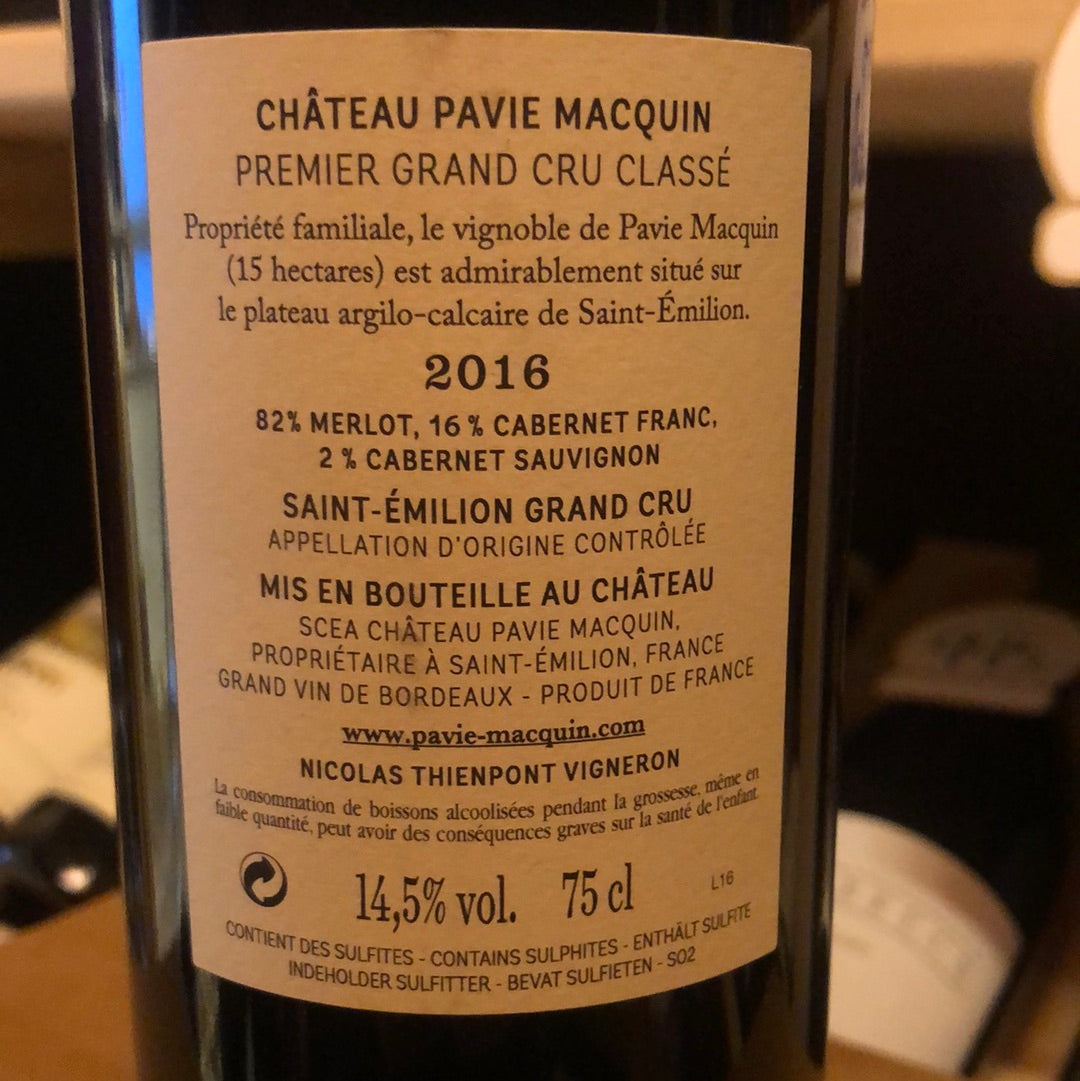 CHÂTEAU PAVIE MACQUIN
PREMIER GRAND CRU CLASSÉ
Propriété familiale, le vignoble de Pavie Macquin
(15 hectares) est admirablement situé sur
le plateau argilo-calcaire de Saint-Émilion.
2016
82% MERLOT, 16 % CABERNET FRANC,
2 % CABERNET SAUVIGNON
SAINT-ÉMILION GRAND CRU
APPELLATION D'ORIGINE CONTRÔLÉE
MIS EN BOUTEILLE AU CHÂTEAU
SCEA CHÂTEAU PAVIE MACQUIN,
PROPRIÉTAIRE À SAINT-ÉMILION, FRANCE
GRAND VIN DE BORDEAUX - PRODUIT DE FRANCE
www.pavie-macquin.com
NICOLAS THIENPONT VIGNERON
La consommation de boissons alcoolisées pendant la grossesse, même en
faible quantité, peut avoir des conséquences graves sur la santé de l'enfant.
14,5% vol. 75 cl L16
CONTIENT DES SULFITES - CONTAINS SULPHITES - ENTHÄLT SULFITE
INDEHOLDER SULFITTER - BEVAT SULFIETEN - SO2